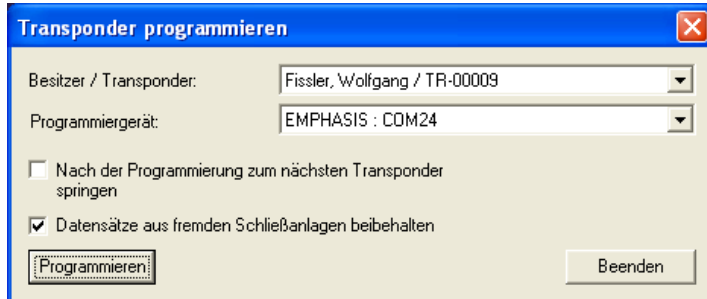 Transponder programmieren
Besitzer / Transponder:
Fissler, Wolfgang / TR-00009
Programmiergerät:
EMPHASIS : COM24
Nach der Programmierung zum nächsten Transponder
springen
Datensätze aus fremden Schließanlagen beibehalten
Programmieren
Beenden